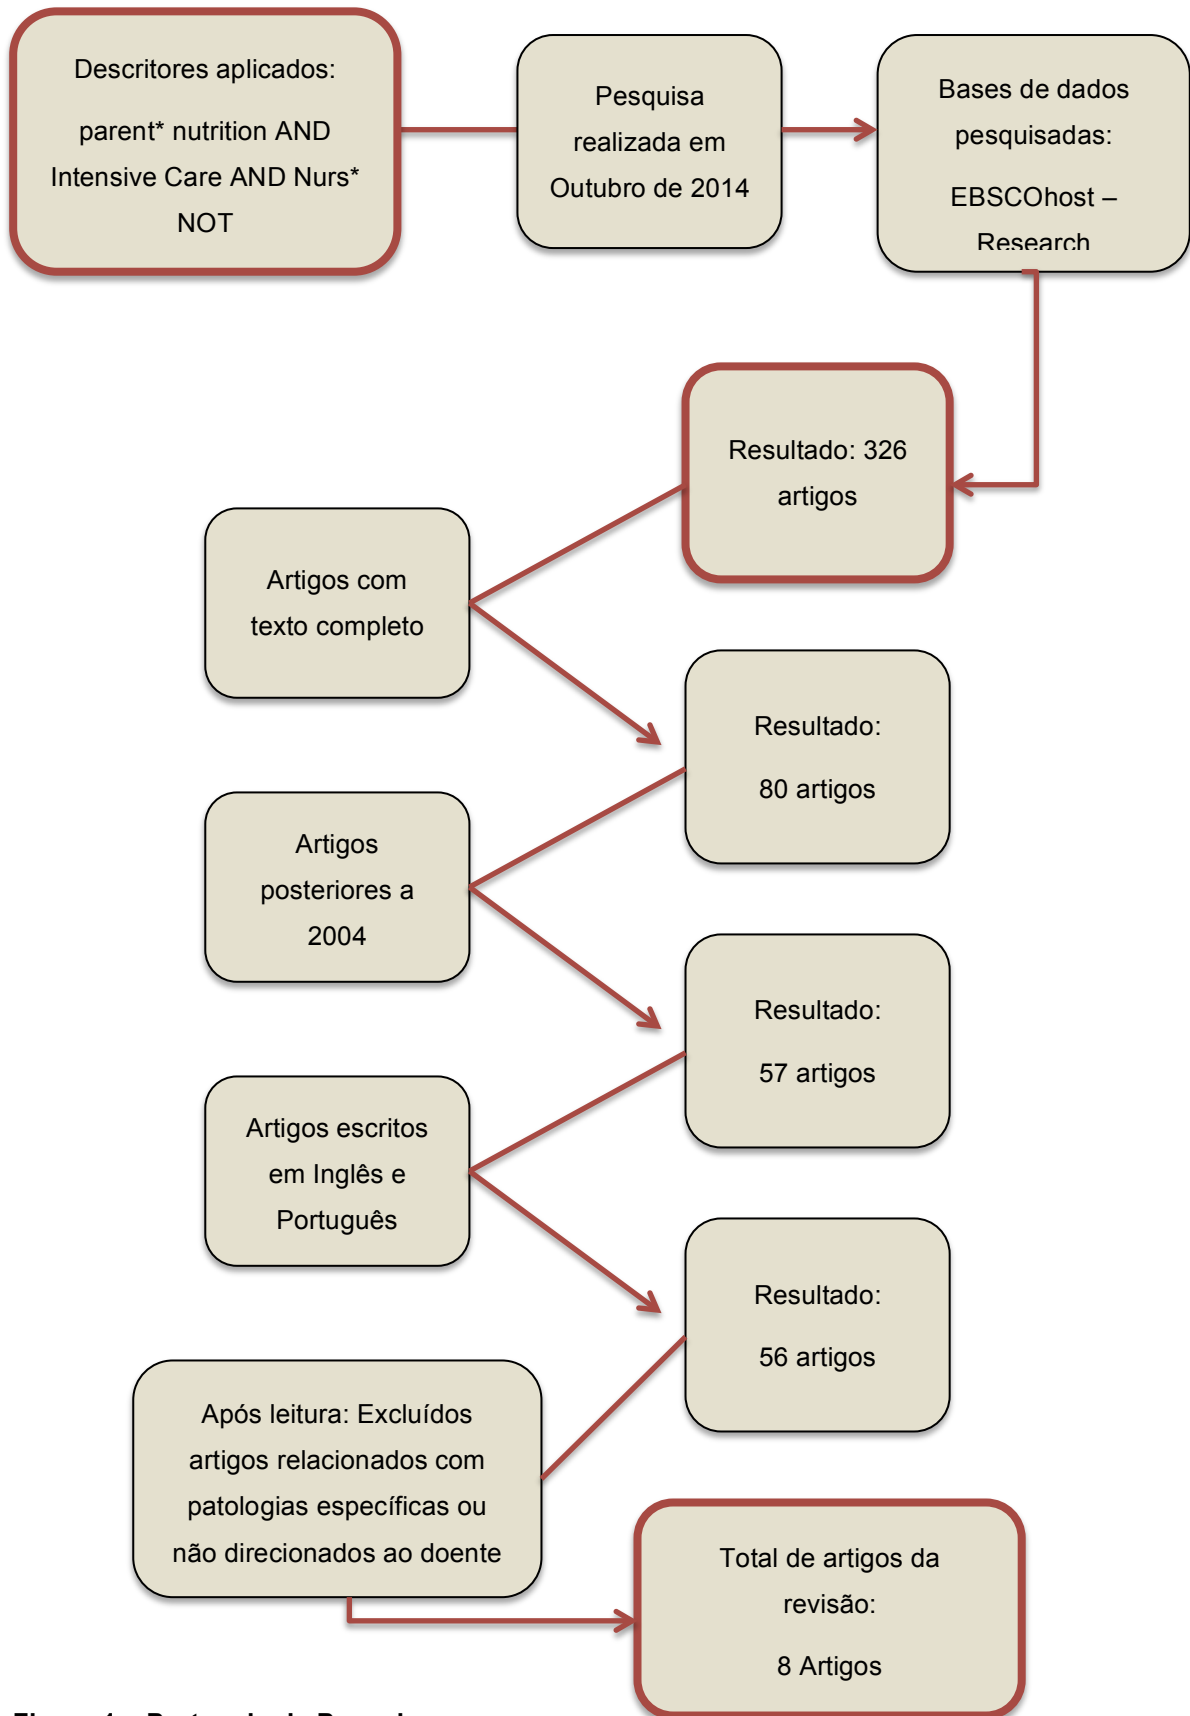 Descritores aplicados:
parent* nutrition AND
Intensive Care AND Nurs*
NOT
Pesquisa
realizada em
Outubro de 2014
Bases de dados
pesquisadas:
EBSCOhost –
Research
Resultado: 326
artigos
Artigos com
texto completo
Resultado:
80 artigos
Artigos
posteriores a
2004
Resultado:
57 artigos
Artigos escritos
em Inglês e
Português
Resultado:
56 artigos
Após leitura: Excluídos
artigos relacionados com
patologias específicas ou
não direcionados ao doente
Total de artigos da
revisão:
8 Artigos